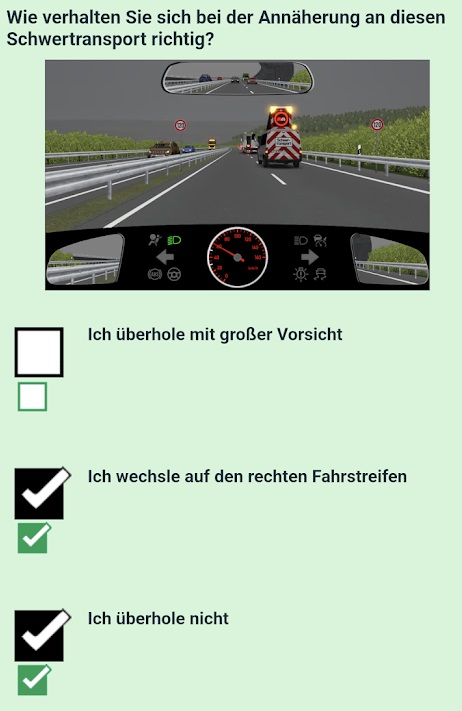 Wie verhalten Sie sich bei der Annäherung an diesen
Schwertransport richtig?
Ich überhole mit großer Vorsicht
Ich wechsle auf den rechten Fahrstreifen
Ich überhole nicht